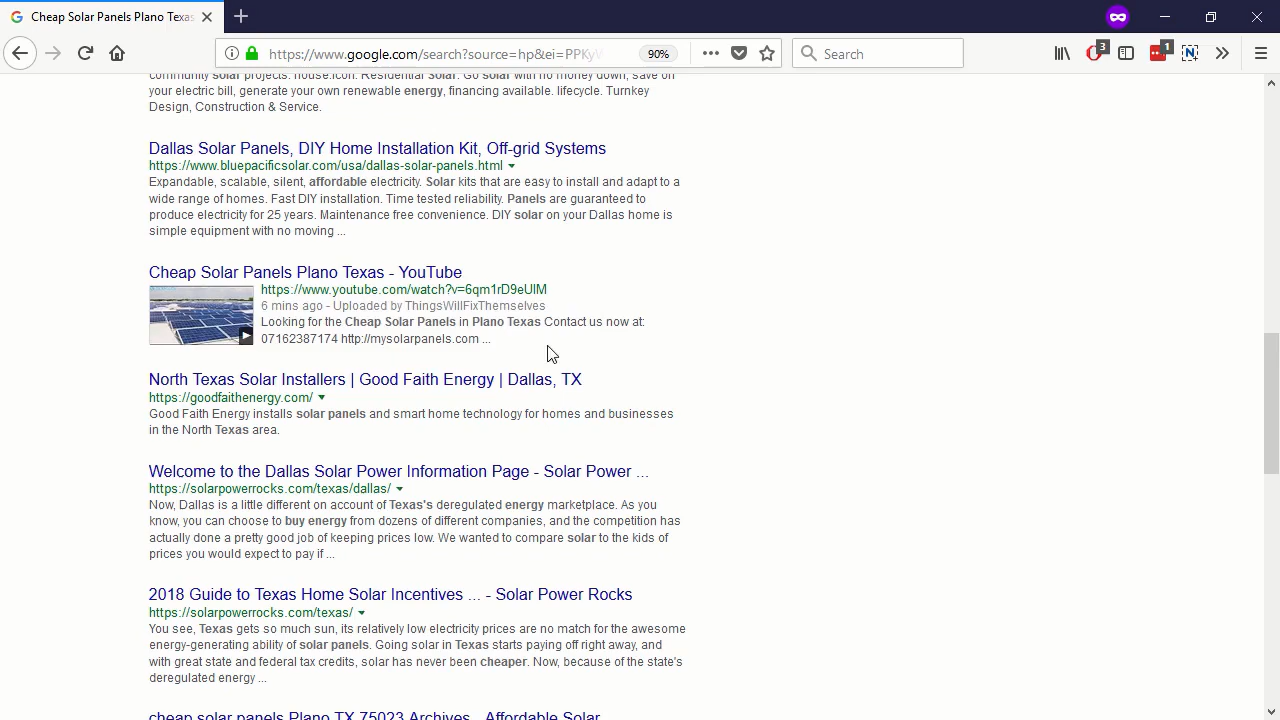 Cheap Solar Panels Plano Texas
https://www.google.com/search?source=hp&ei=PPKyW
90%
Search
3
1
community solar projects. house.icon. Residential Solar. Go solar with no money down, save on
your electric bill, generate your own renewable energy, financing available. lifecycle. Turnkey
Design, Construction & Service.
Dallas Solar Panels, DIY Home Installation Kit, Off-grid Systems
https://www.bluepacificsolar.com/usa/dallas-solar-panels.html
Expandable, scalable, silent, affordable electricity. Solar kits that are easy to install and adapt to a
wide range of homes. Fast DIY installation. Time tested reliability. Panels are guaranteed to
produce electricity for 25 years. Maintenance free convenience. DIY solar on your Dallas home is
simple equipment with no moving ...
Cheap Solar Panels Plano Texas - YouTube
https://www.youtube.com/watch?v=6qm1rD9eUlM
6 mins ago - Uploaded by ThingsWillFixThemselves
Looking for the Cheap Solar Panels in Plano Texas Contact us now at:
07162387174 http://mysolarpanels.com ...
North Texas Solar Installers | Good Faith Energy | Dallas, TX
https://goodfaithenergy.com/
Good Faith Energy installs solar panels and smart home technology for homes and businesses
in the North Texas area.
Welcome to the Dallas Solar Power Information Page - Solar Power ...
https://solarpowerrocks.com/texas/dallas/
Now, Dallas is a little different on account of Texas's deregulated energy marketplace. As you
know, you can choose to buy energy from dozens of different companies, and the competition has
actually done a pretty good job of keeping prices low. We wanted to compare solar to the kids of
prices you would expect to pay if ...
2018 Guide to Texas Home Solar Incentives ... - Solar Power Rocks
https://solarpowerrocks.com/texas/
You see, Texas gets so much sun, its relatively low electricity prices are no match for the awesome
energy-generating ability of solar panels. Going solar in Texas starts paying off right away, and
with great state and federal tax credits, solar has never been cheaper. Now, because of the state's
deregulated energy ...
cheap solar panels Plano TX 75023 Archives - Affordable Solar